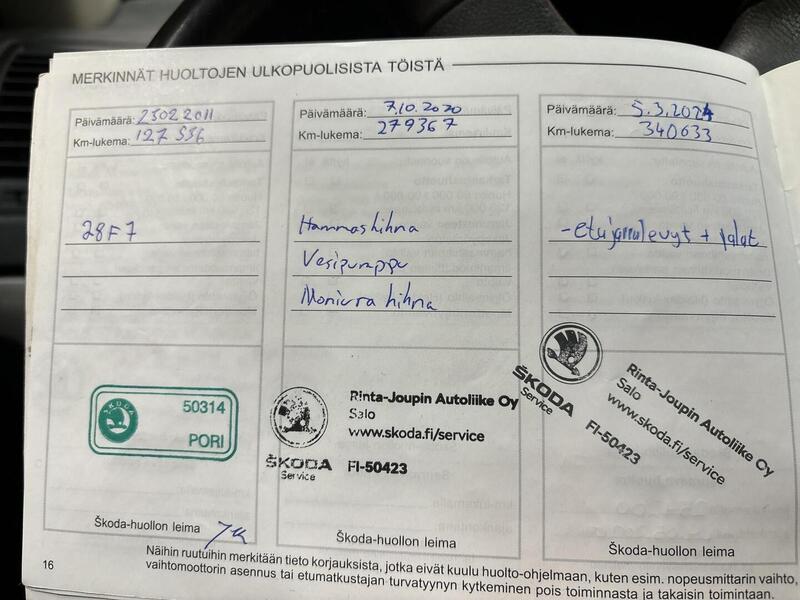 MERKINNÄT HUOLTOJEN ULKOPUOLISISTA TÖISTÄ
Päivämäärä: 25022011
Km-lukema: 127 556
28F7
ŠKODA
50314
PORI
Škoda-huollon leima
Päivämäärä: 7.10.2020
Km-lukema: 279367
Hammashihna
Vesipumppu
Moniura hihna
Rinta-Joupin Autoliike Oy
Salo
www.skoda.fi/service
ŠKODA
Service
FI-50423
Škoda-huollon leima
Päivämäärä: 5.3.2024
Km-lukema: 340633
-etujarrulevyt + palat
Rinta-Joupin Autoliike Oy
Salo
www.skoda.fi/service
ŠKODA
Service
FI-50423
Škoda-huollon leima
16
Näihin ruutuihin merkitään tieto korjauksista, jotka eivät kuulu huolto-ohjelmaan, kuten esim. nopeusmittarin vaihto,
vaihtomoottorin asennus tai etumatkustajan turvatyynyn kytkeminen pois toiminnasta ja takaisin toimintaan.